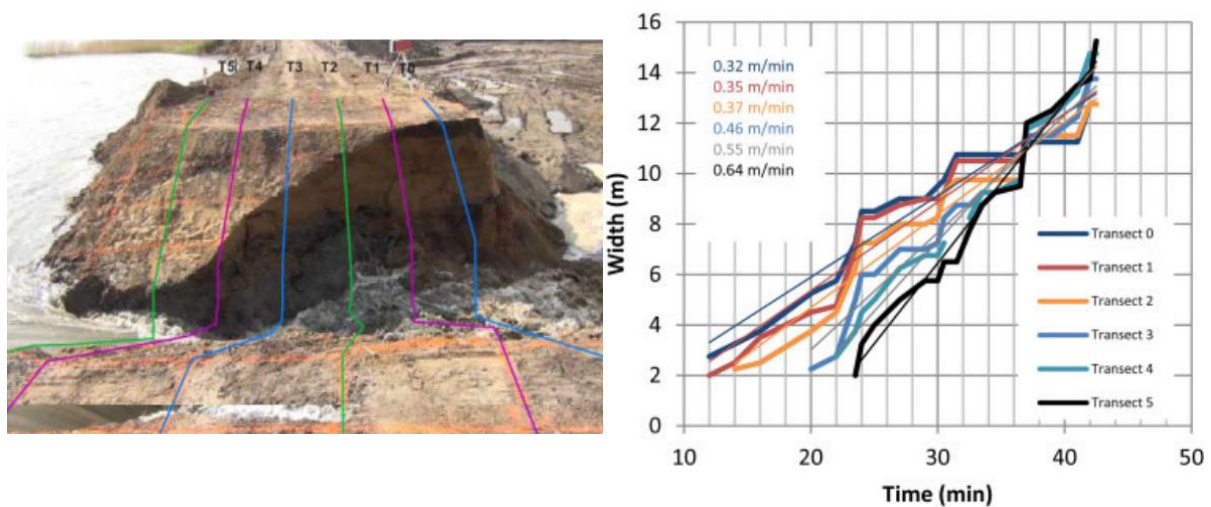 T5 T4 T3 T2 T1 T0
16
14
12
10
8
6
4
2
0
Width (m)
0.32 m/min
0.35 m/min
0.37 m/min
0.46 m/min
0.55 m/min
0.64 m/min
Transect 0
Transect 1
Transect 2
Transect 3
Transect 4
Transect 5
10 20 30 40 50
Time (min)